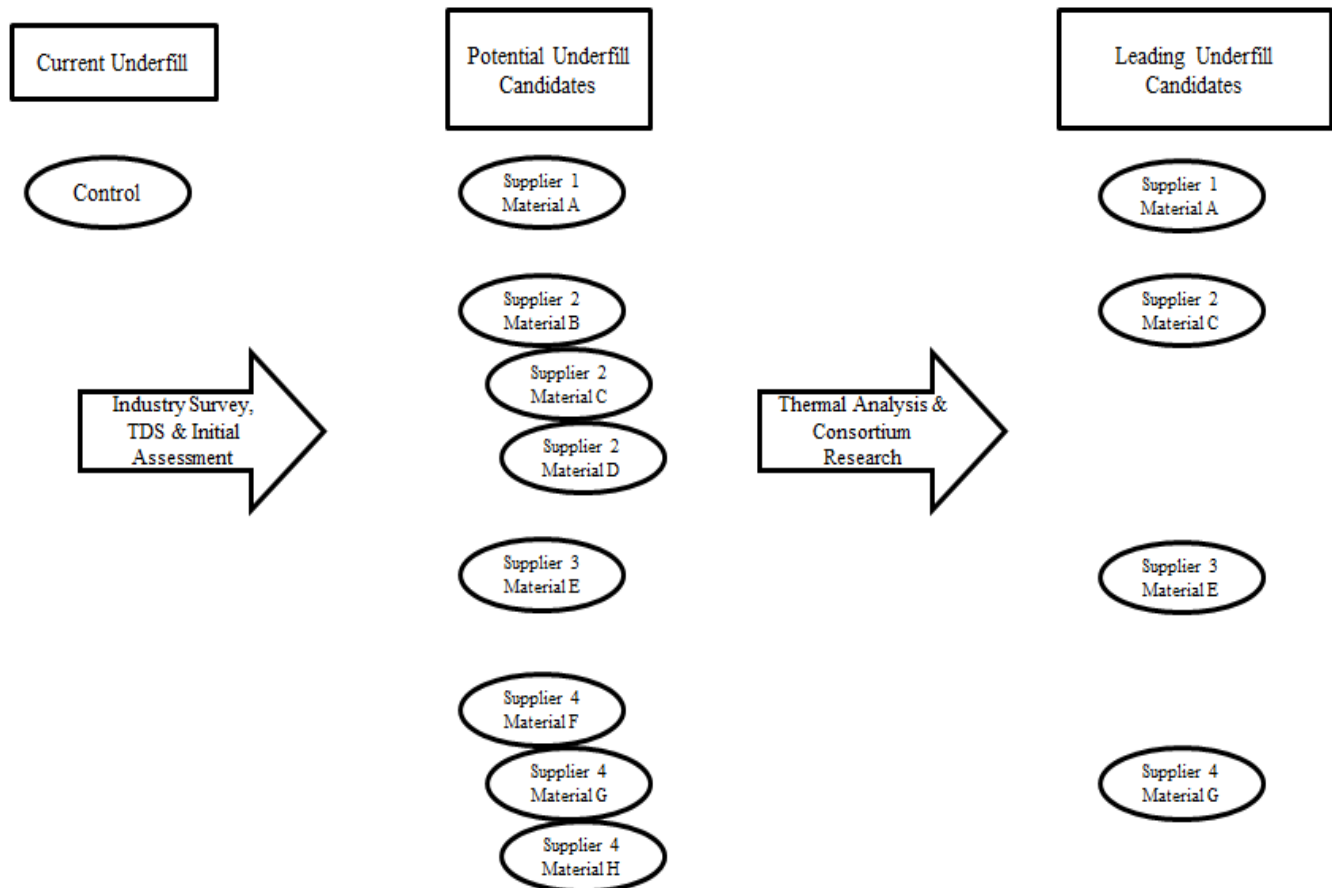 Current Underfill
Control
Industry Survey,
TDS & Initial
Assessment
Potential Underfill
Candidates
Supplier 1
Material A
Supplier 2
Material B
Supplier 2
Material C
Supplier 2
Material D
Supplier 3
Material E
Supplier 4
Material F
Supplier 4
Material G
Supplier 4
Material H
Thermal Analysis &
Consortium
Research
Leading Underfill
Candidates
Supplier 1
Material A
Supplier 2
Material C
Supplier 3
Material E
Supplier 4
Material G